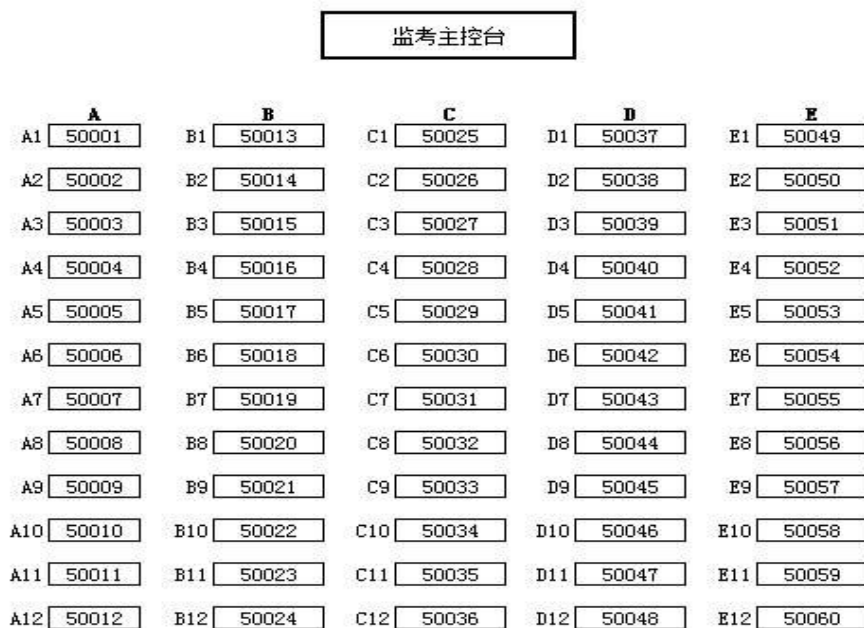 监考主控台
A B C D E
A1 50001 B1 50013 C1 50025 D1 50037 E1 50049
A2 50002 B2 50014 C2 50026 D2 50038 E2 50050
A3 50003 B3 50015 C3 50027 D3 50039 E3 50051
A4 50004 B4 50016 C4 50028 D4 50040 E4 50052
A5 50005 B5 50017 C5 50029 D5 50041 E5 50053
A6 50006 B6 50018 C6 50030 D6 50042 E6 50054
A7 50007 B7 50019 C7 50031 D7 50043 E7 50055
A8 50008 B8 50020 C8 50032 D8 50044 E8 50056
A9 50009 B9 50021 C9 50033 D9 50045 E9 50057
A10 50010 B10 50022 C10 50034 D10 50046 E10 50058
A11 50011 B11 50023 C11 50035 D11 50047 E11 50059
A12 50012 B12 50024 C12 50036 D12 50048 E12 50060